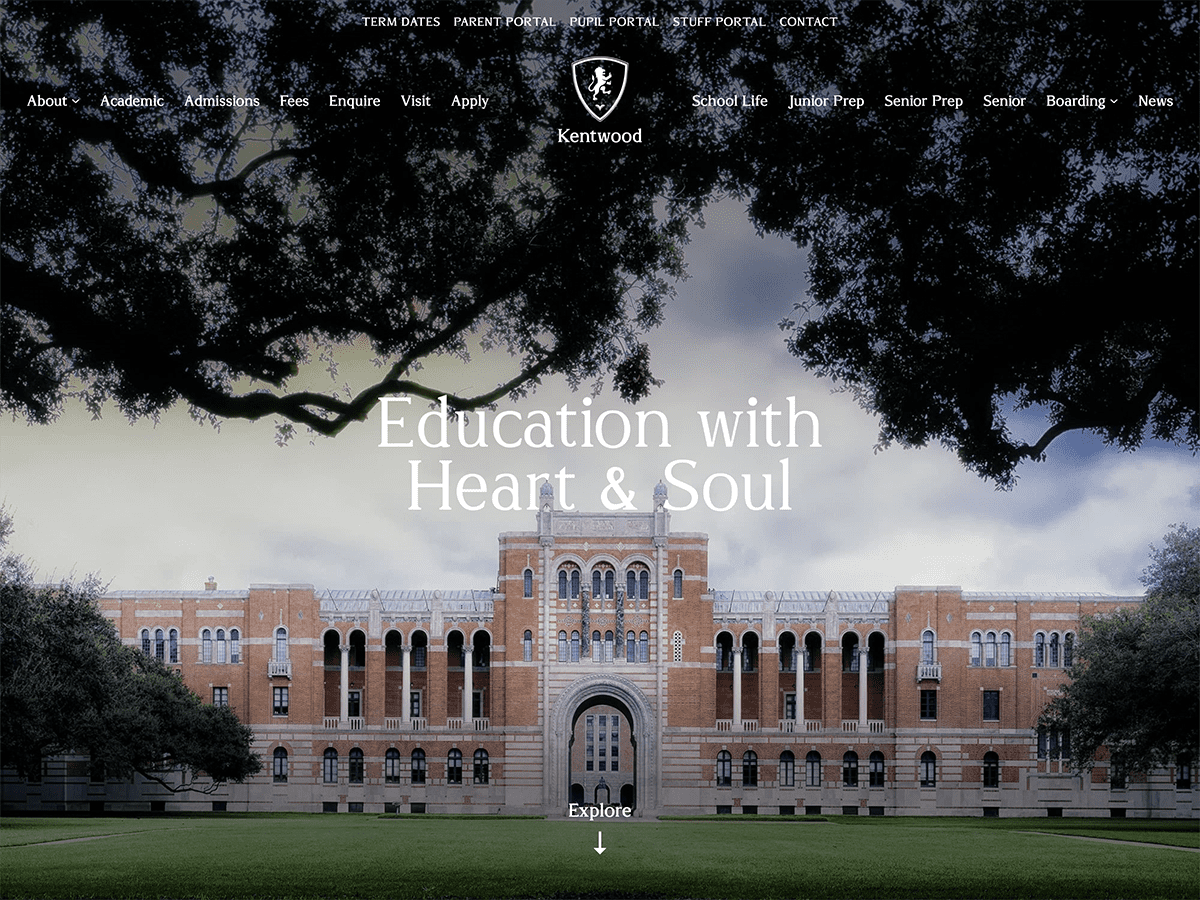 TERM DATES PARENT PORTAL PUPIL PORTAL STUFF PORTAL CONTACT
About Academic Admissions Fees Enquire Visit Apply
Kentwood
School Life Junior Prep Senior Prep Senior Boarding News
Education with
Heart & Soul
Explore